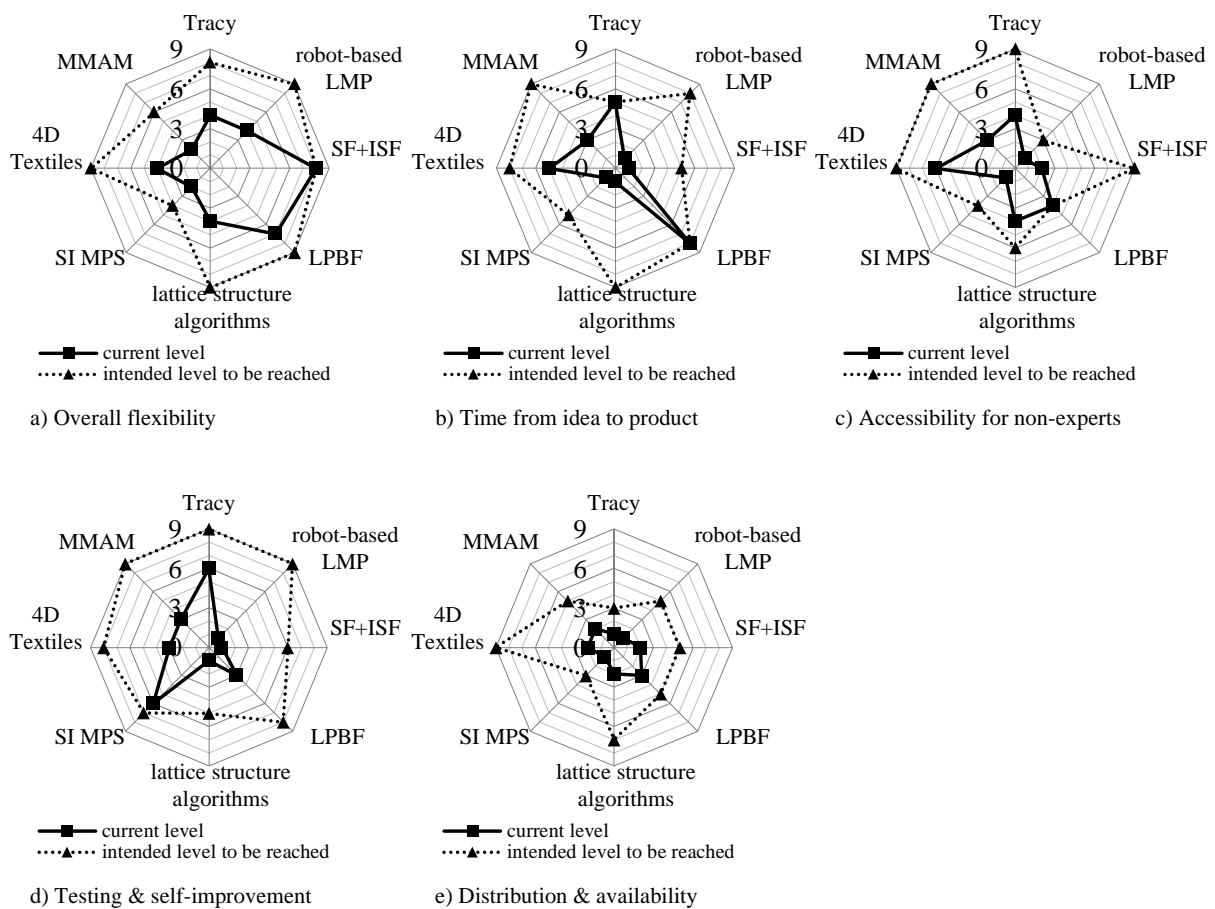 Tracy
robot-based
LMP
SF+ISF
LPBF
lattice structure
algorithms
SI MPS
4D
Textiles
MMAM
9
6
3
0
current level
intended level to be reached
a) Overall flexibility
Tracy
robot-based
LMP
SF+ISF
LPBF
lattice structure
algorithms
SI MPS
4D
Textiles
MMAM
9
6
3
0
current level
intended level to be reached
b) Time from idea to product
Tracy
robot-based
LMP
SF+ISF
LPBF
lattice structure
algorithms
SI MPS
4D
Textiles
MMAM
9
6
3
0
current level
intended level to be reached
c) Accessibility for non-experts
Tracy
robot-based
LMP
SF+ISF
LPBF
lattice structure
algorithms
SI MPS
4D
Textiles
MMAM
9
6
3
0
current level
intended level to be reached
d) Testing & self-improvement
Tracy
robot-based
LMP
SF+ISF
LPBF
lattice structure
algorithms
SI MPS
4D
Textiles
MMAM
9
6
3
0
current level
intended level to be reached
e) Distribution & availability